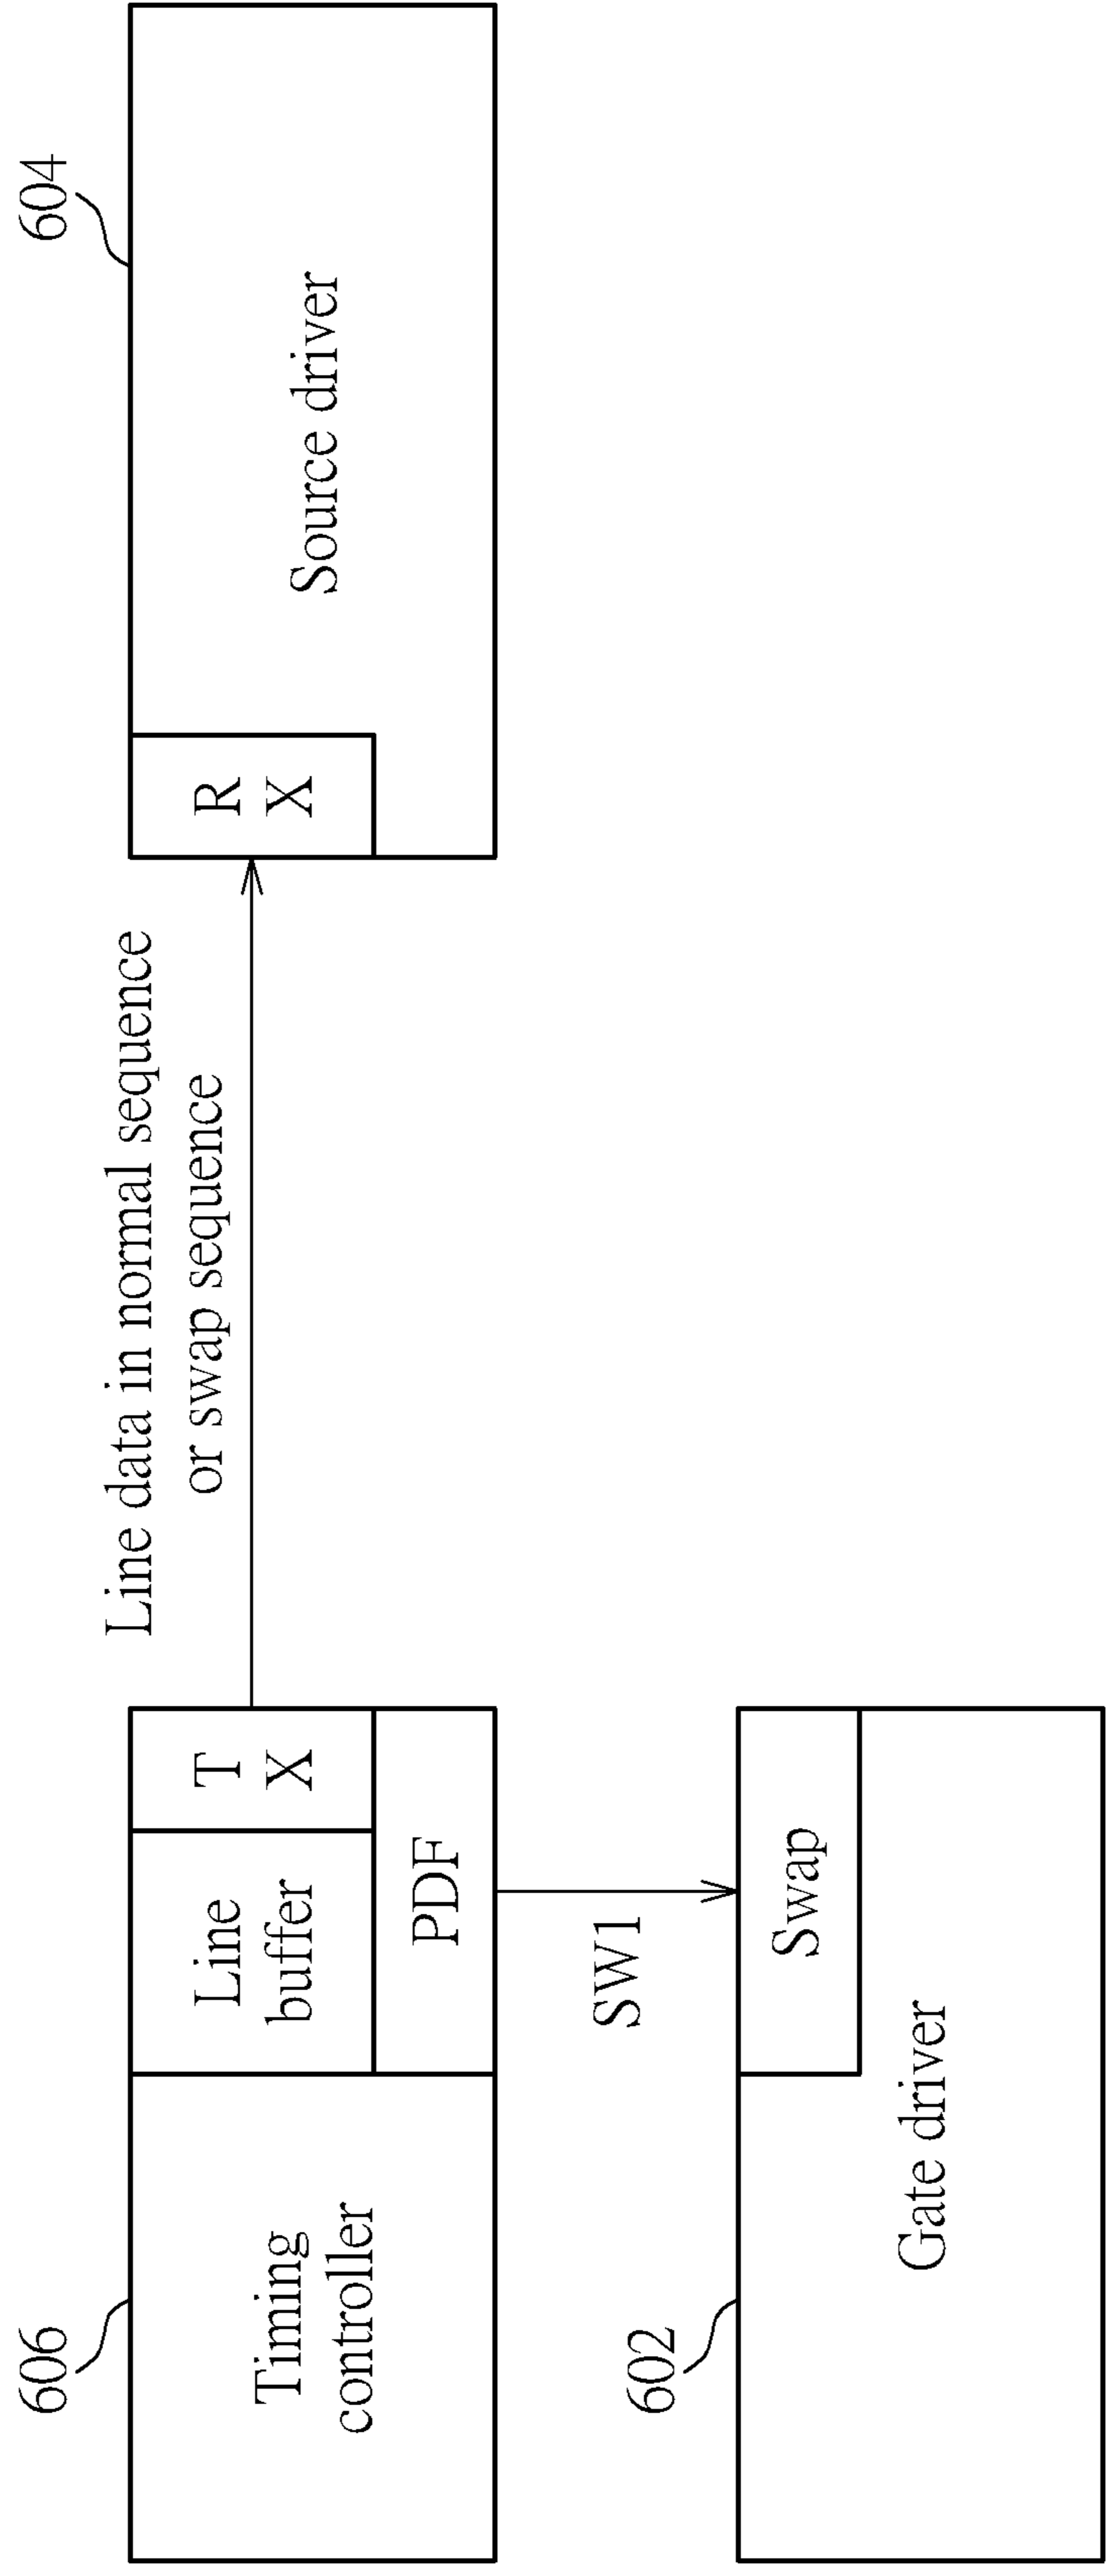 606
Timing
controller
Line
buffer
T
X
PDF
Line data in normal sequence
or swap sequence
604
R
X
Source driver
SW1
602
Swap
Gate driver